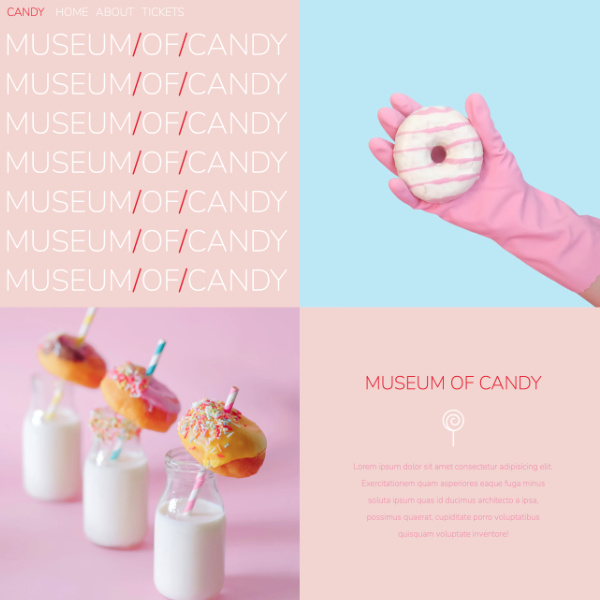 CANDY HOME ABOUT TICKETS
MUSEUM/OF/CANDY
MUSEUM/OF/CANDY
MUSEUM/OF/CANDY
MUSEUM/OF/CANDY
MUSEUM/OF/CANDY
MUSEUM/OF/CANDY
MUSEUM/OF/CANDY
MUSEUM OF CANDY
Lorem ipsum dolor sit amet consectetur adipisicing elit.
Exercitationem quam asperiores eaque fuga minus
soluta ipsum quas id ducimus architecto a ipsa,
possimus quaerat, cupiditate porro voluptatibus
quisquam voluptate inventore!